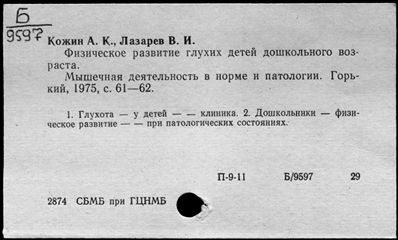 Б
9597
Кожин А. К., Лазарев В. И.
Физическое развитие глухих детей дошкольного воз-
раста.
Мышечная деятельность в норме и патологии. Горь-
кий, 1975, с. 61—62.
1. Глухота — у детей — — клиника. 2. Дошкольники — физи-
ческое развитие — — при патологических состояниях.
П-9-11 Б/9597 29
2874 СБМБ при ГЦНМБ